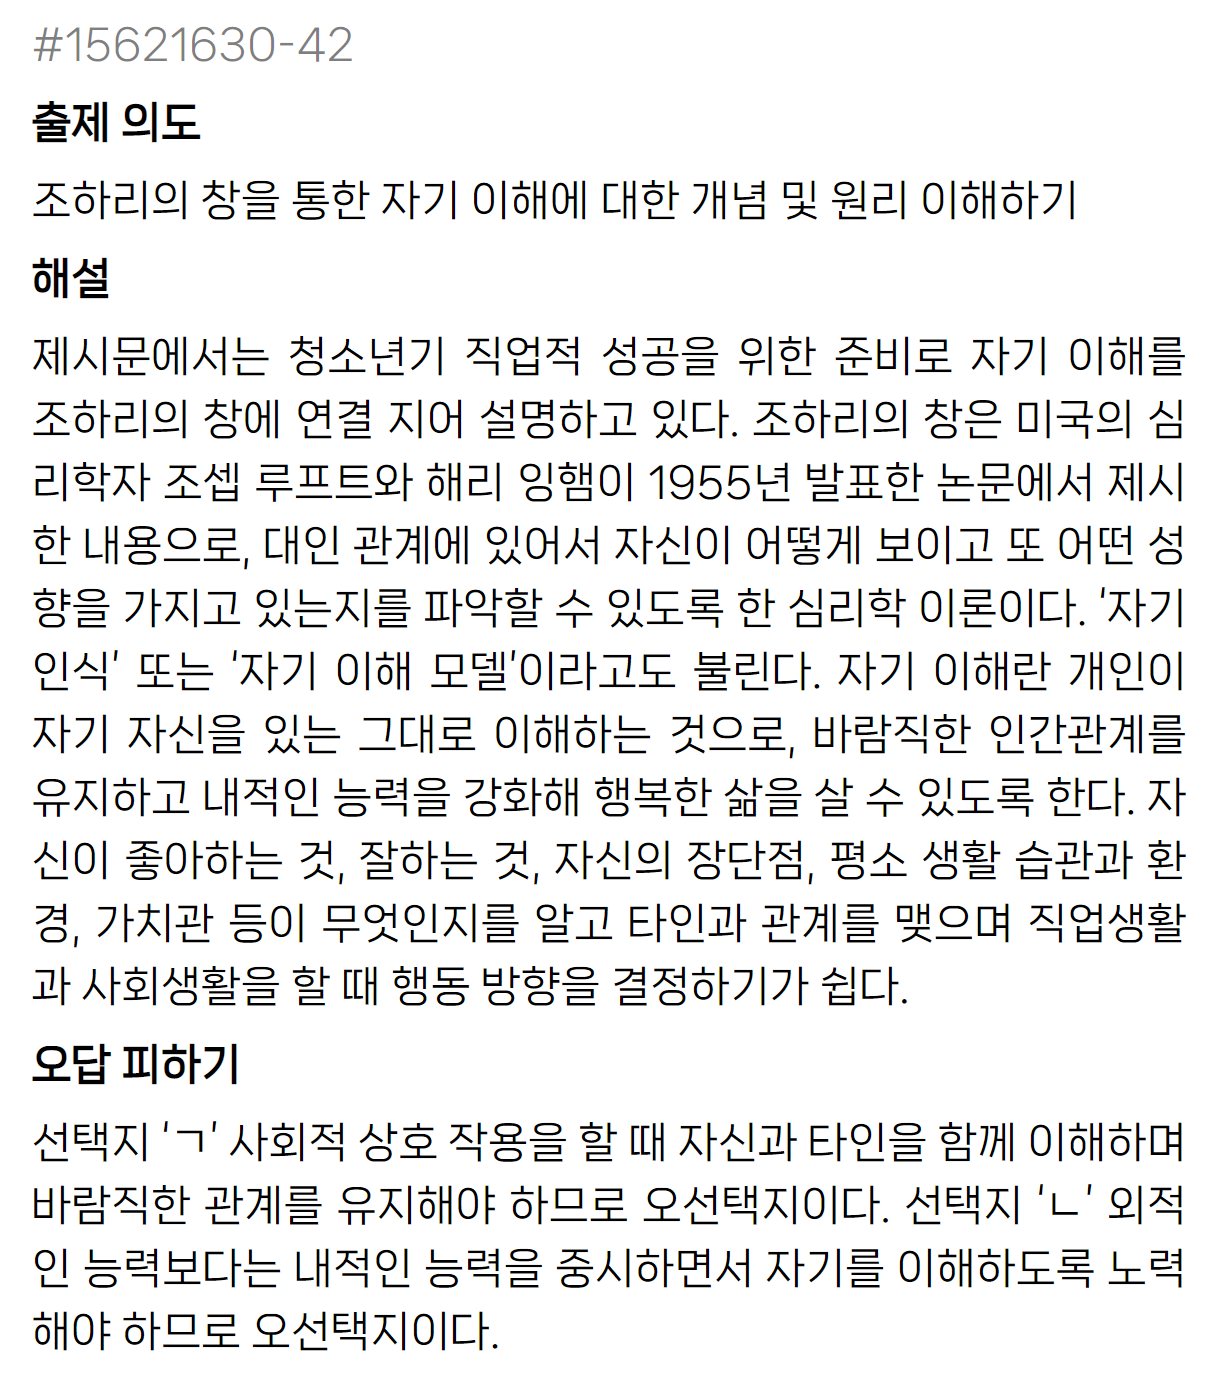 #15621630-42
출제 의도
조하리의 창을 통한 자기 이해에 대한 개념 및 원리 이해하기
해설
제시문에서는 청소년기 직업적 성공을 위한 준비로 자기 이해를
조하리의 창에 연결 지어 설명하고 있다. 조하리의 창은 미국의 심
리학자 조셉 루프트와 해리 잉햄이 1955년 발표한 논문에서 제시
한 내용으로, 대인 관계에 있어서 자신이 어떻게 보이고 또 어떤 성
향을 가지고 있는지를 파악할 수 있도록 한 심리학 이론이다. ‘자기
인식’ 또는 ‘자기 이해 모델’이라고도 불린다. 자기 이해란 개인이
자기 자신을 있는 그대로 이해하는 것으로, 바람직한 인간관계를
유지하고 내적인 능력을 강화해 행복한 삶을 살 수 있도록 한다. 자
신이 좋아하는 것, 잘하는 것, 자신의 장단점, 평소 생활 습관과 환
경, 가치관 등이 무엇인지를 알고 타인과 관계를 맺으며 직업생활
과 사회생활을 할 때 행동 방향을 결정하기가 쉽다.
오답 피하기
선택지 ‘ㄱ’ 사회적 상호 작용을 할 때 자신과 타인을 함께 이해하며
바람직한 관계를 유지해야 하므로 오선택지이다. 선택지 ‘ㄴ’ 외적
인 능력보다는 내적인 능력을 중시하면서 자기를 이해하도록 노력
해야 하므로 오선택지이다.